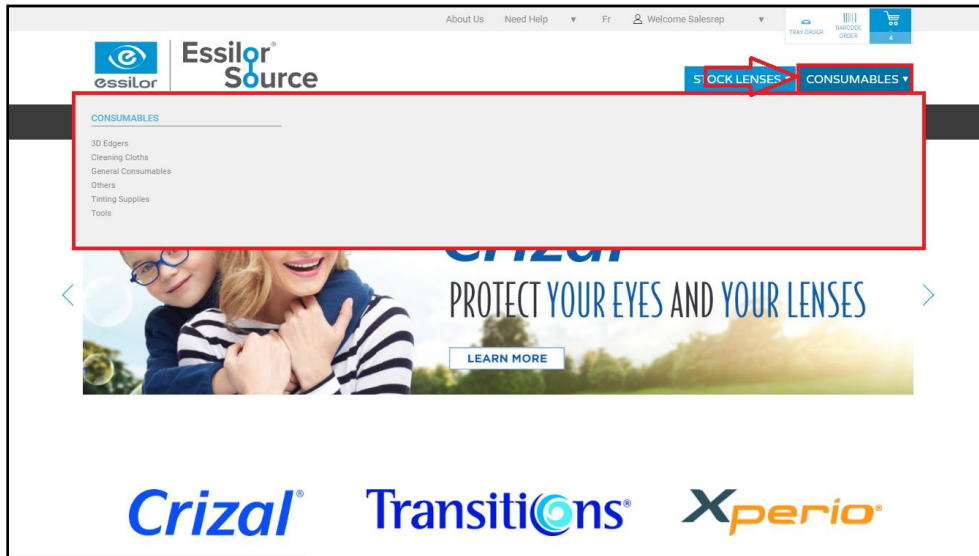 About Us Need Help ▼ Fr Welcome Salesrep ▼
TRAY ORDER
BARCODE
ORDER
4
essilor
Essilor®
Source
STOCK LENSES ▼
CONSUMABLES ▼
CONSUMABLES
3D Edgers
Cleaning Cloths
General Consumables
Others
Tinting Supplies
Tools
Crizal
PROTECT YOUR EYES AND YOUR LENSES
LEARN MORE
Crizal®
Transitions®
Xperio®